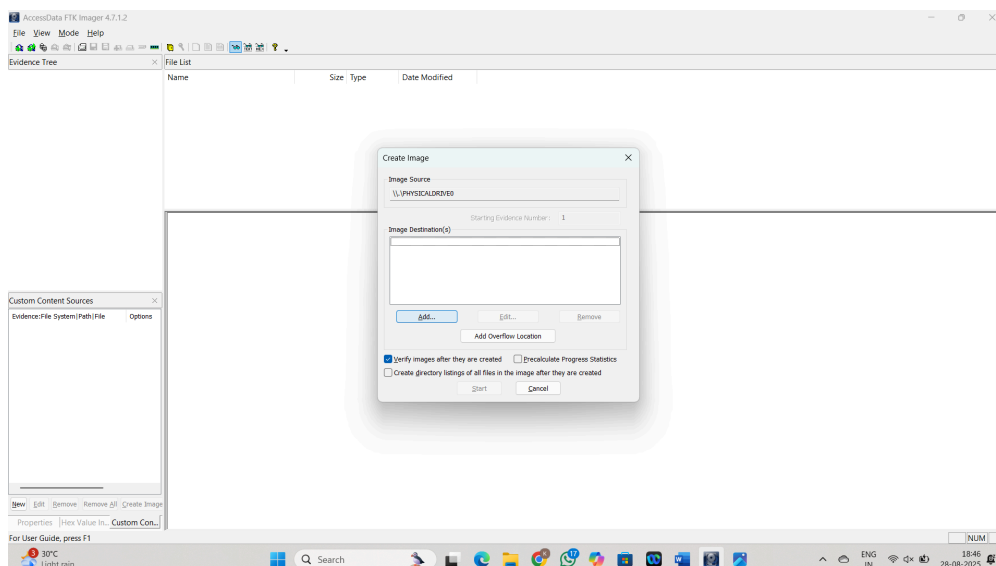 AccessData FTK Imager 4.7.1.2
File View Mode Help
Evidence Tree
File List
Name Size Type Date Modified
Create Image
Image Source
\\.\PHYSICALDRIVE0
Starting Evidence Number: 1
Image Destination(s)
Add... Edit... Remove
Add Overflow Location
Verify images after they are created Precalculate Progress Statistics
Create directory listings of all files in the image after they are created
Start Cancel
Custom Content Sources
Evidence:File System|Path|File Options
New Edit Remove Remove All Create Image
Properties Hex Value In... Custom Con...
For User Guide, press F1
NUM
3
30°C
Light rain
Search
99
ENG
IN
18:46
28-08-2025